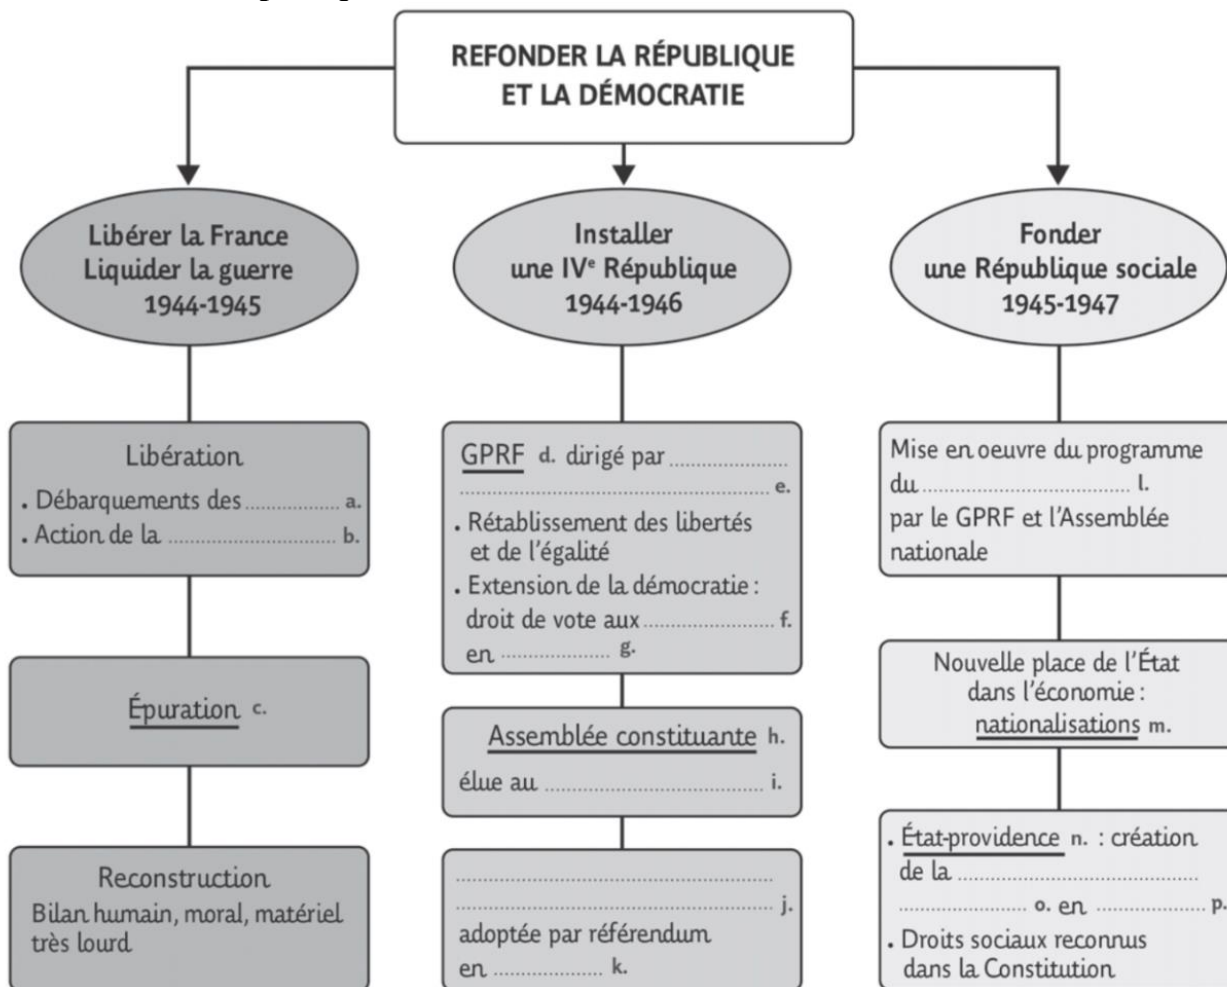 REFONDER LA RÉPUBLIQUE
ET LA DÉMOCRATIE
Libérer la France
Liquider la guerre
1944-1945
Libération
. Débarquements des .............. a.
. Action de la ......................... b.
Épuration c.
Reconstruction
Bilan humain, moral, matériel
très lourd
Installer
une IVe République
1944-1946
GPRF d. dirigé par ..................
.................................................. e.
. Rétablissement des libertés
et de l'égalité
. Extension de la démocratie :
droit de vote aux ..................... f.
en ................. g.
Assemblée constituante h.
élue au .................................. i.
..................................................
.................................................. j.
adoptée par référendum
en ................. k.
Fonder
une République sociale
1945-1947
Mise en oeuvre du programme
du ................................. l.
par le GPRF et l'Assemblée
nationale
Nouvelle place de l'État
dans l'économie :
nationalisations m.
. État-providence n. : création
de la ......................................
.................... o. en ................. p.
. Droits sociaux reconnus
dans la Constitution